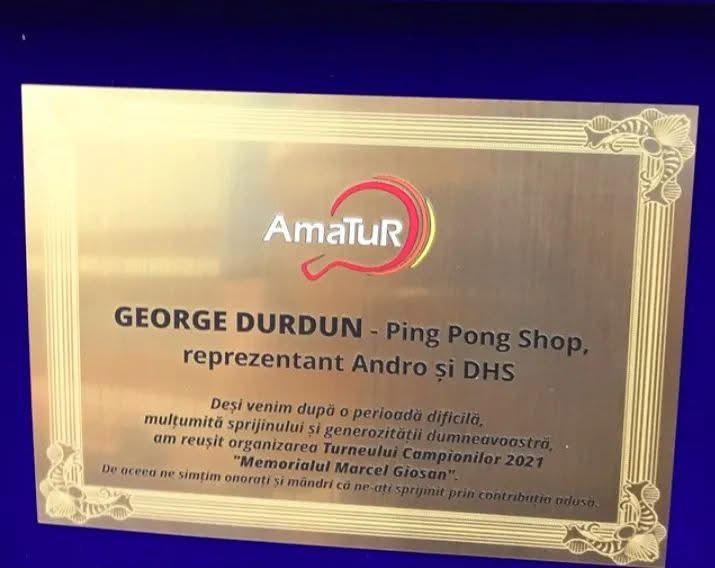 AmaTuR
GEORGE DURDUN - Ping Pong Shop,
reprezentant Andro și DHS
Deși venim după o perioadă dificilă,
mulțumită sprijinului și generozității dumneavoastră,
am reușit organizarea Turneului Campionilor 2021
"Memorialul Marcel Gioșan".
De aceea ne simțim onorați și mândri că ne-ați sprijinit prin contribuția adusă.